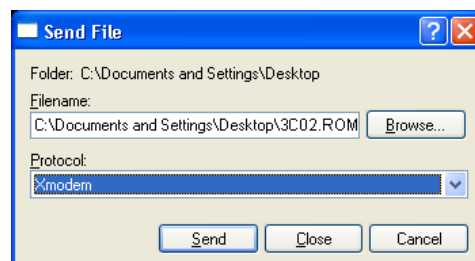 Send File
Folder: C:\Documents and Settings\Desktop
Filename:
C:\Documents and Settings\Desktop\3C02.ROM Browse...
Protocol:
Xmodem
Send Close Cancel